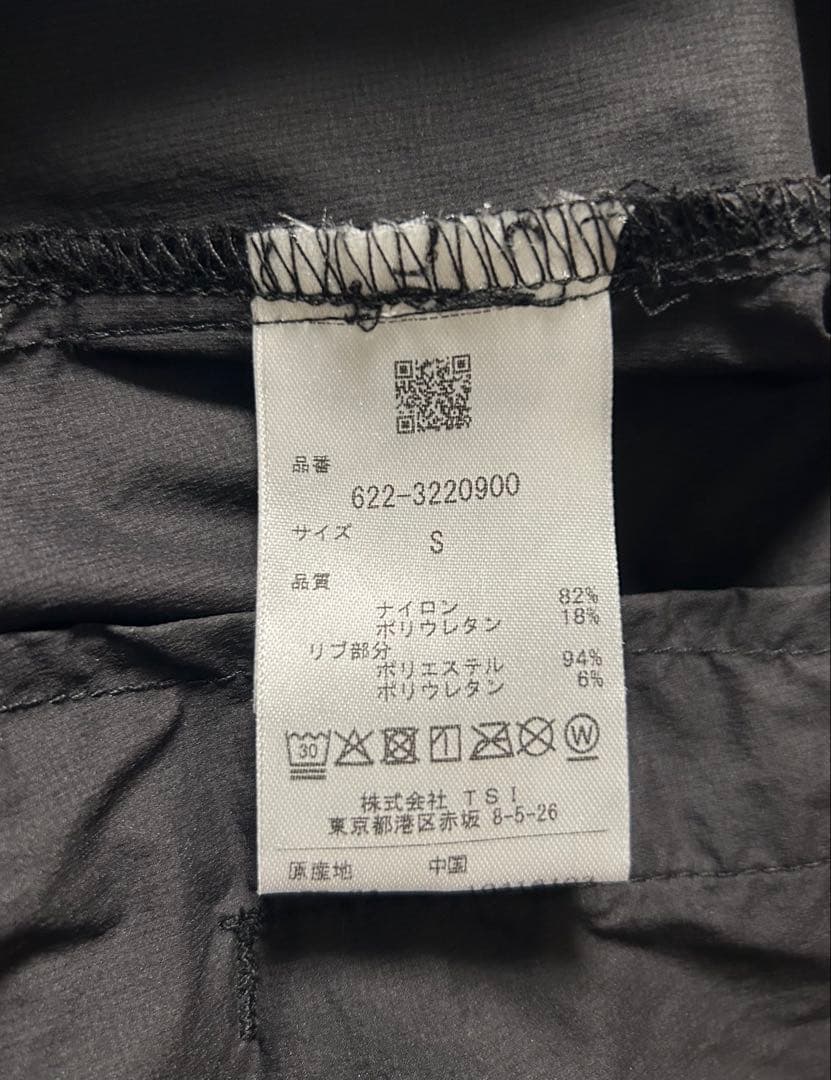 品番
622-3220900
サイズ
S
品質
ナイロン 82%
ポリウレタン 18%
リブ部分
ポリエステル 94%
ポリウレタン 6%
30 1 W
株式会社 TSI
東京都港区赤坂 8-5-26
原産地 中国